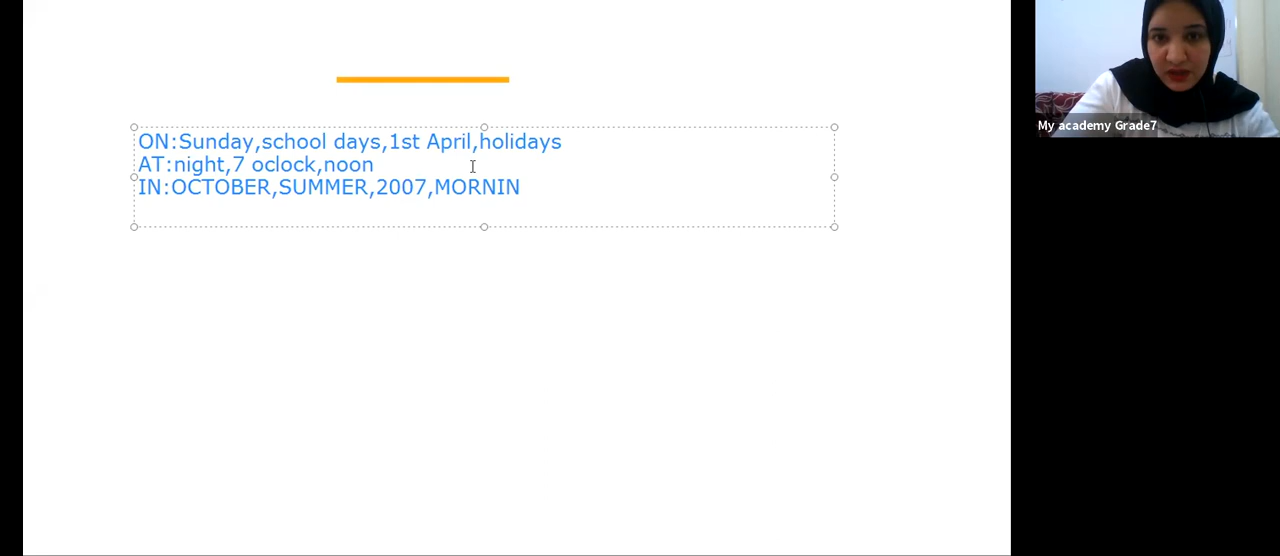 ON:Sunday,school days,1st April,holidays
AT:night,7 oclock,noon
IN:OCTOBER,SUMMER,2007,MORNIN
My academy Grade7